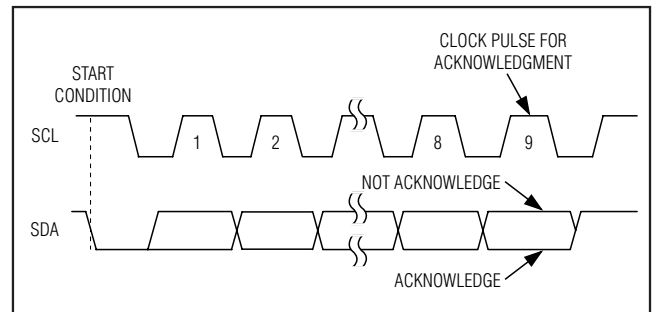 CLOCK PULSE FOR
ACKNOWLEDGMENT
START
CONDITION
SCL
1
2
8
9
NOT ACKNOWLEDGE
SDA
ACKNOWLEDGE